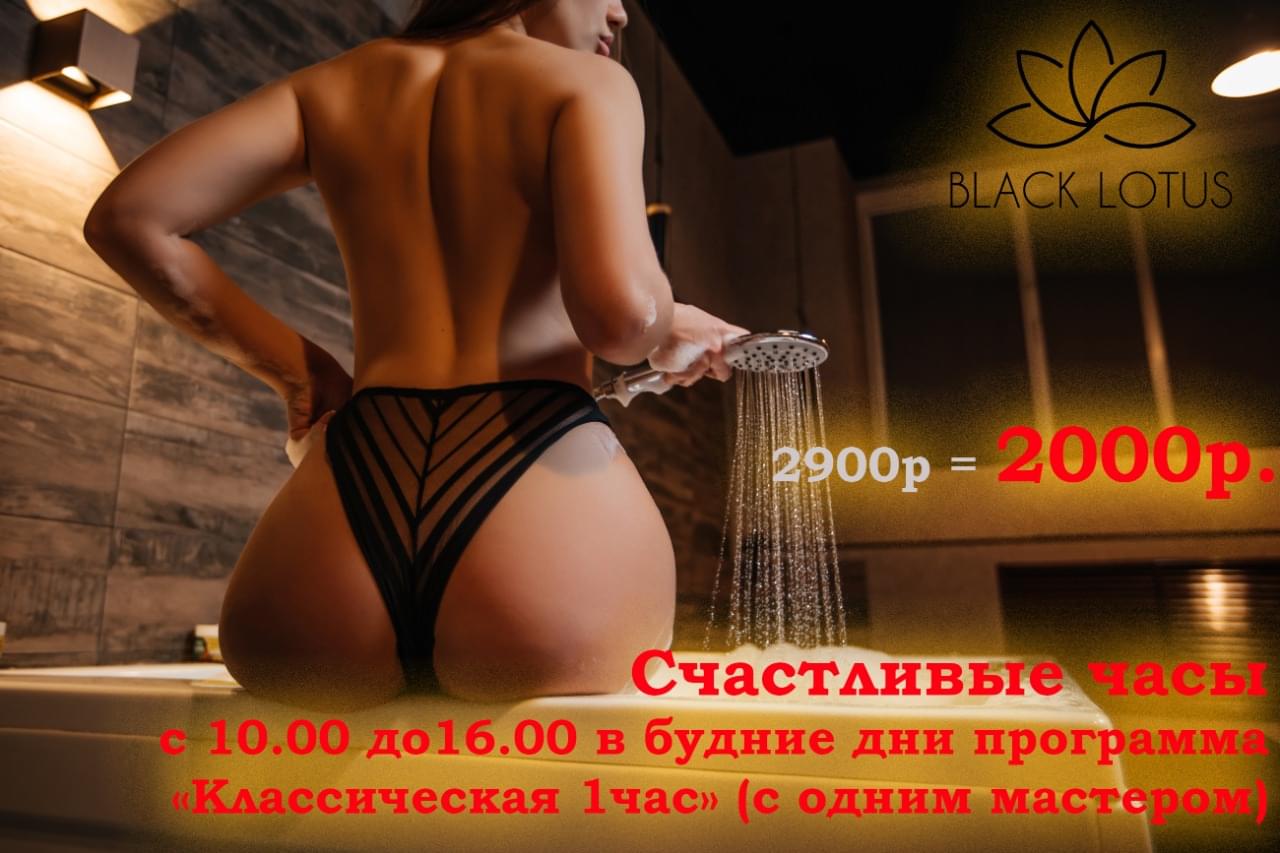 BLACK LOTUS
2900р = 2000р.
Счастливые часы
с 10.00 до16.00 в будние дни программа
«Классическая 1час» (с одним мастером)